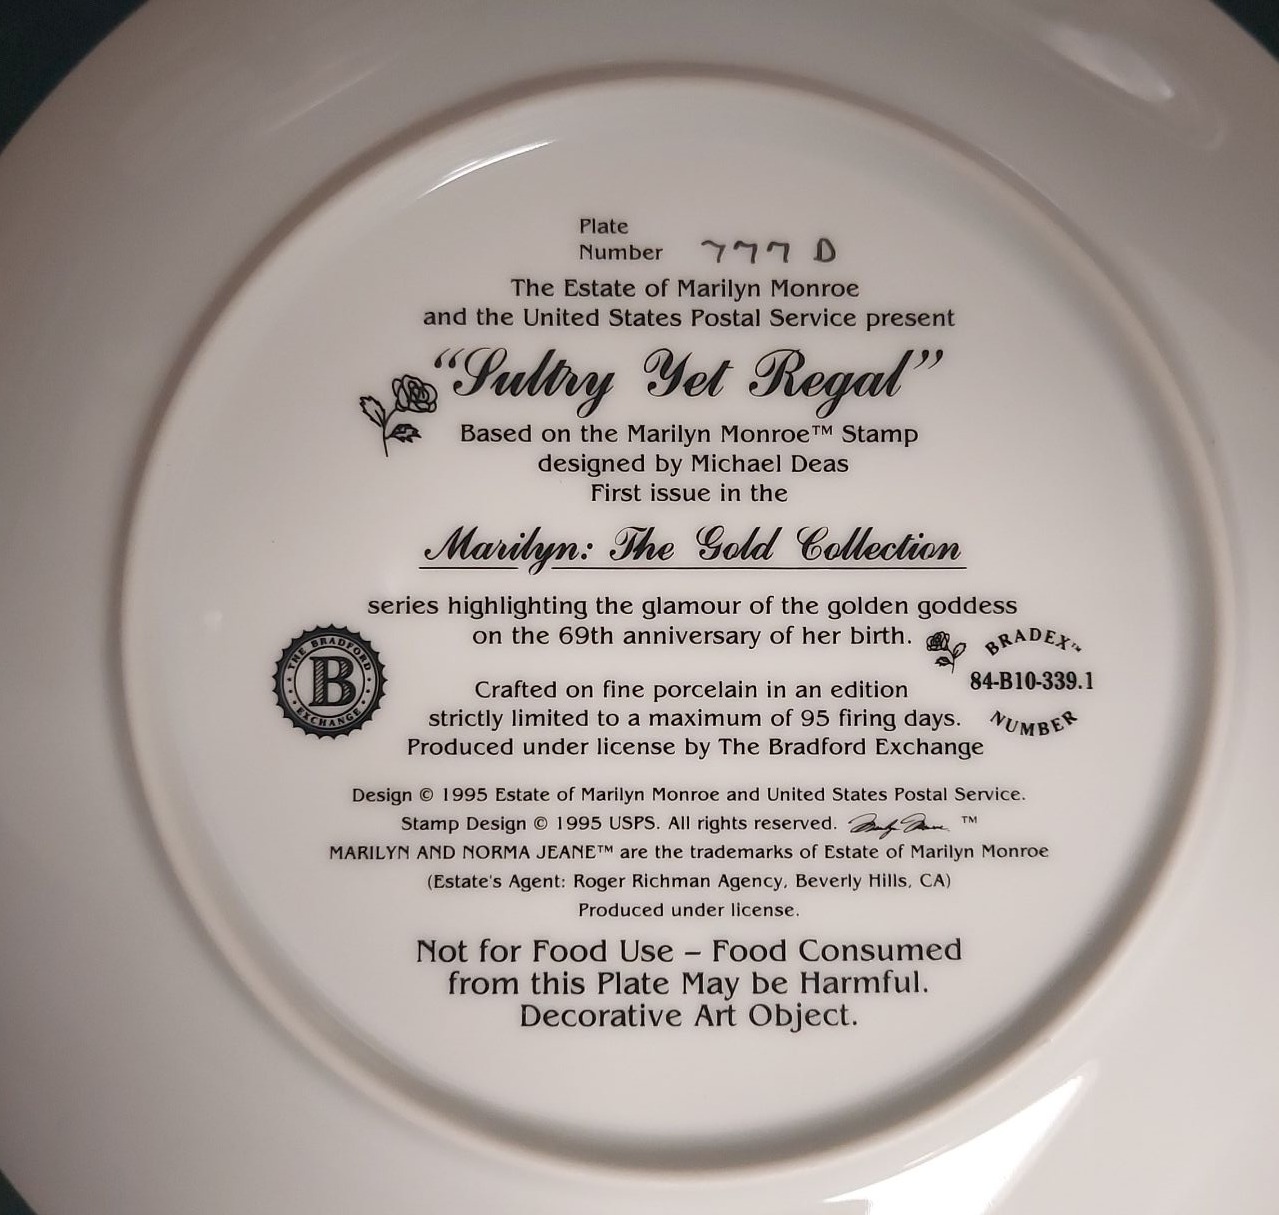 Plate
Number 777 D
The Estate of Marilyn Monroe
and the United States Postal Service present
“Sultry Yet Regal”
Based on the Marilyn Monroe™ Stamp
designed by Michael Deas
First issue in the
Marilyn: The Gold Collection
series highlighting the glamour of the golden goddess
on the 69th anniversary of her birth.
THE BRADFORD
B
EXCHANGE
BRADEX™
84-B10-339.1
NUMBER
Crafted on fine porcelain in an edition
strictly limited to a maximum of 95 firing days.
Produced under license by The Bradford Exchange
Design © 1995 Estate of Marilyn Monroe and United States Postal Service.
Stamp Design © 1995 USPS. All rights reserved. Marilyn Monroe ™
MARILYN AND NORMA JEANE™ are the trademarks of Estate of Marilyn Monroe
(Estate's Agent: Roger Richman Agency, Beverly Hills, CA)
Produced under license.
Not for Food Use – Food Consumed
from this Plate May be Harmful.
Decorative Art Object.